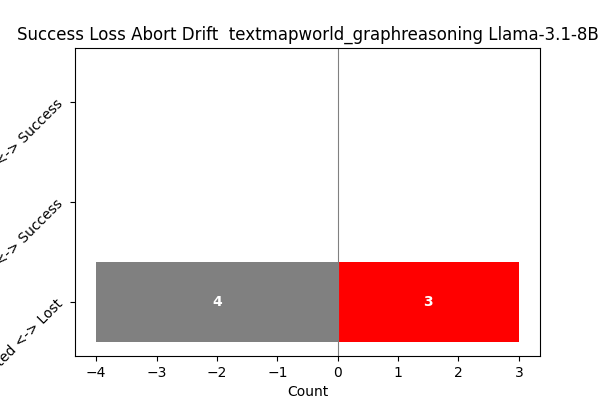 Success Loss Abort Drift textmapworld_graphreasoning Llama-3.1-8B
<-> Success
<-> Success
ted <-> Lost
4
3
−4
−3
−2
−1
0
1
2
3
Count